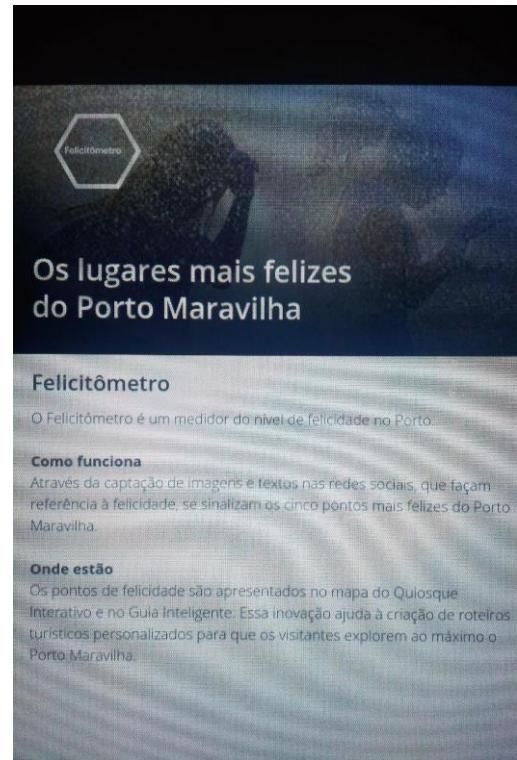 Felicitômetro
Os lugares mais felizes
do Porto Maravilha
Felicitômetro
O Felicitômetro é um medidor do nível de felicidade no Porto.
Como funciona
Através da captação de imagens e textos nas redes sociais, que façam
referência à felicidade, se sinalizam os cinco pontos mais felizes do Porto
Maravilha.
Onde estão
Os pontos de felicidade são apresentados no mapa do Quiosque
Interativo e no Guia Inteligente. Essa inovação ajuda à criação de roteiros
turísticos personalizados para que os visitantes explorem ao máximo o
Porto Maravilha.